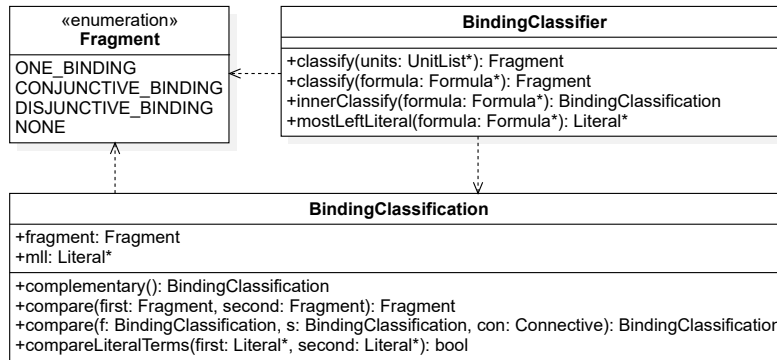 «enumeration»
Fragment
ONE_BINDING
CONJUNCTIVE_BINDING
DISJUNCTIVE_BINDING
NONE
BindingClassifier
+classify(units: UnitList*): Fragment
+classify(formula: Formula*): Fragment
+innerClassify(formula: Formula*): BindingClassification
+mostLeftLiteral(formula: Formula*): Literal*
BindingClassification
+fragment: Fragment
+mll: Literal*
+complementary(): BindingClassification
+compare(first: Fragment, second: Fragment): Fragment
+compare(f: BindingClassification, s: BindingClassification, con: Connective): BindingClassification
+compareLiteralTerms(first: Literal*, second: Literal*): bool